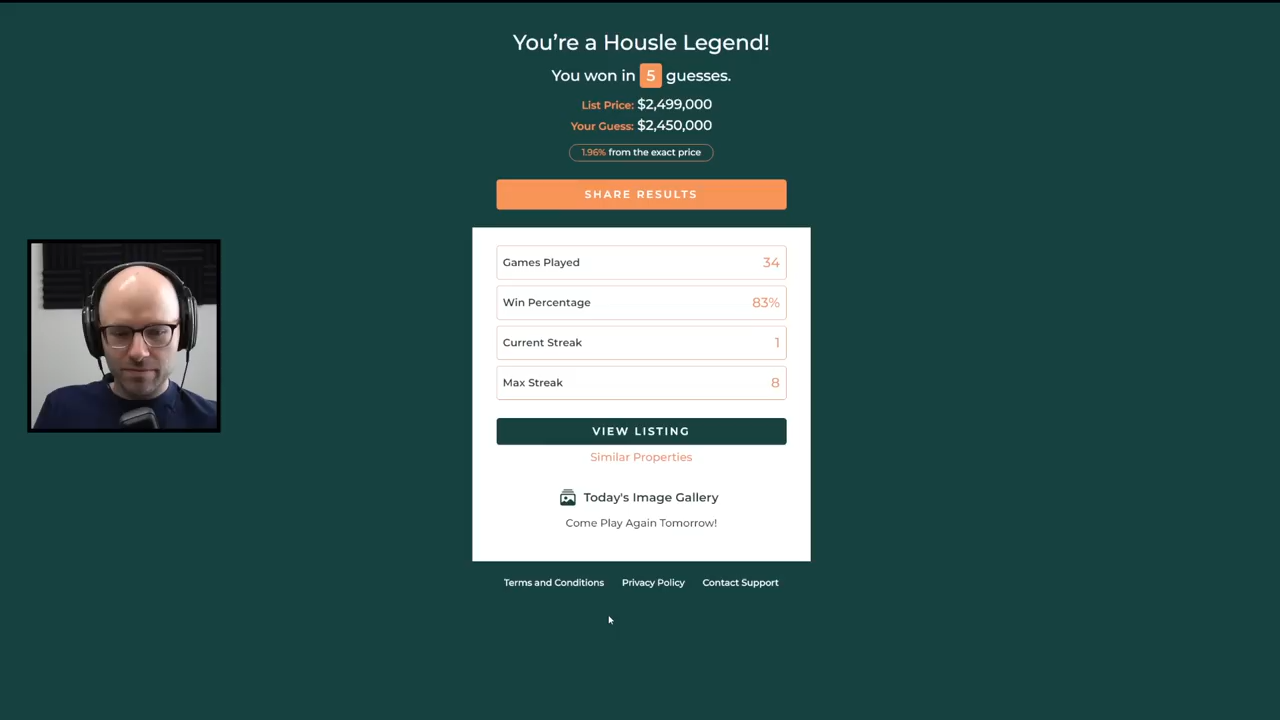 You're a Housle Legend!
You won in 5 guesses.
List Price: $2,499,000
Your Guess: $2,450,000
1.96% from the exact price
SHARE RESULTS
Games Played 34
Win Percentage 83%
Current Streak 1
Max Streak 8
VIEW LISTING
Similar Properties
Today's Image Gallery
Come Play Again Tomorrow!
Terms and Conditions Privacy Policy Contact Support